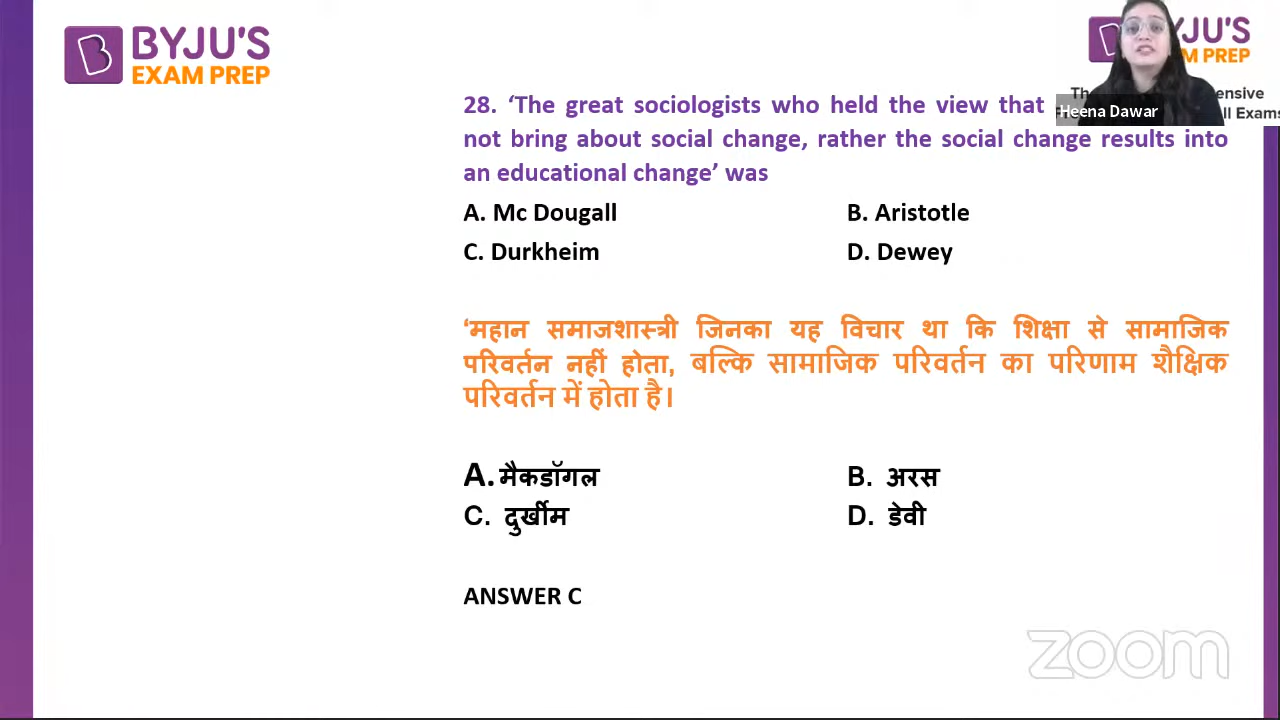 BYJU'S
EXAM PREP
YJU'S
M PREP
Heena Dawar
ensive
ll Exams
28. ‘The great sociologists who held the view that
not bring about social change, rather the social change results into
an educational change’ was
A. Mc Dougall B. Aristotle
C. Durkheim D. Dewey
‘महान समाजशास्त्री जिनका यह विचार था कि शिक्षा से सामाजिक
परिवर्तन नहीं होता, बल्कि सामाजिक परिवर्तन का परिणाम शैक्षिक
परिवर्तन में होता है।
A. मैकडॉगल B. अरस
C. दुर्खीम D. डेवी
ANSWER C
zoom